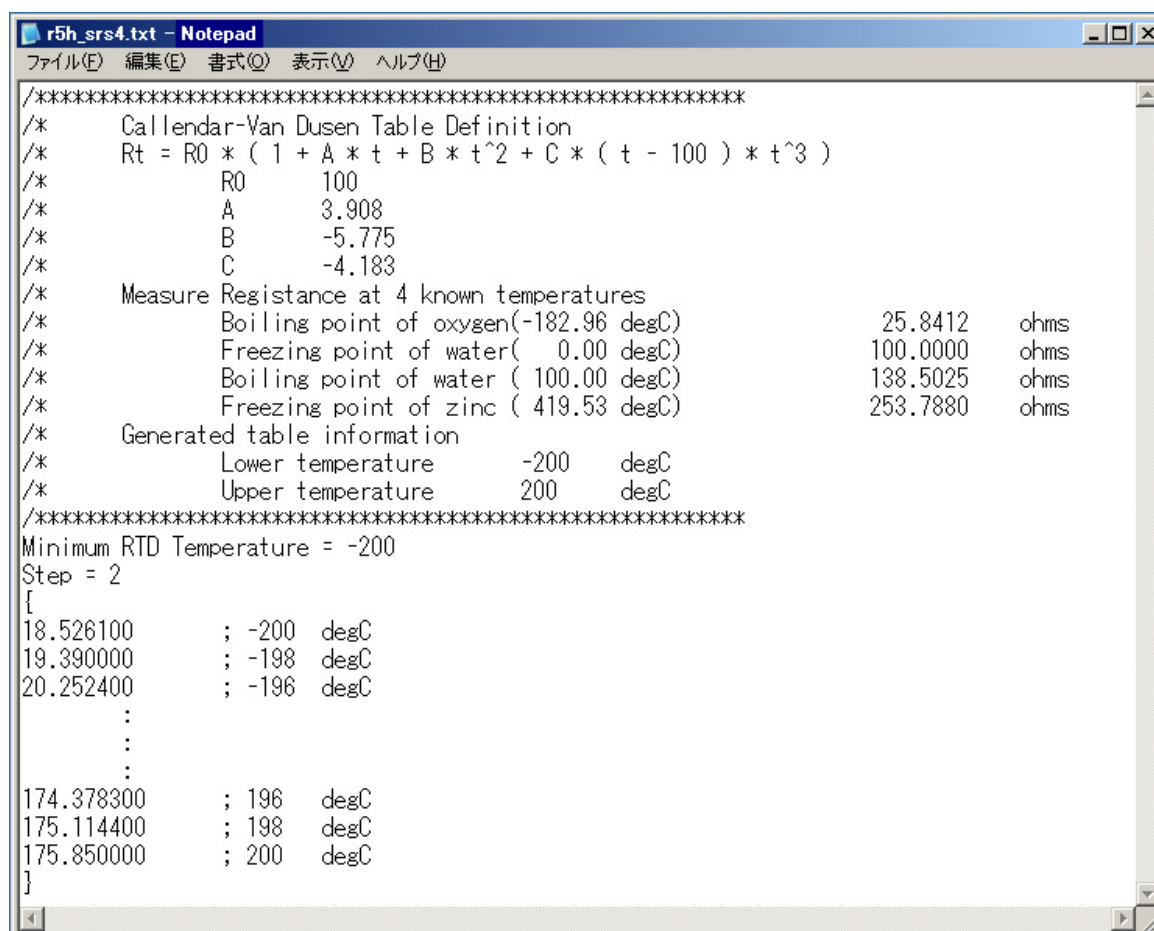 r5h_srs4.txt - Notepad
ファイル(F) 編集(E) 書式(O) 表示(V) ヘルプ(H)
/*********************************************************
/* Callendar-Van Dusen Table Definition
/* Rt = R0 * ( 1 + A * t + B * t^2 + C * ( t - 100 ) * t^3 )
/* R0 100
/* A 3.908
/* B -5.775
/* C -4.183
/* Measure Registance at 4 known temperatures
/* Boiling point of oxygen(-182.96 degC) 25.8412 ohms
/* Freezing point of water( 0.00 degC) 100.0000 ohms
/* Boiling point of water ( 100.00 degC) 138.5025 ohms
/* Freezing point of zinc ( 419.53 degC) 253.7880 ohms
/* Generated table information
/* Lower temperature -200 degC
/* Upper temperature 200 degC
/*********************************************************
Minimum RTD Temperature = -200
Step = 2
{
18.526100 ; -200 degC
19.390000 ; -198 degC
20.252400 ; -196 degC
:
:
:
174.378300 ; 196 degC
175.114400 ; 198 degC
175.850000 ; 200 degC
}